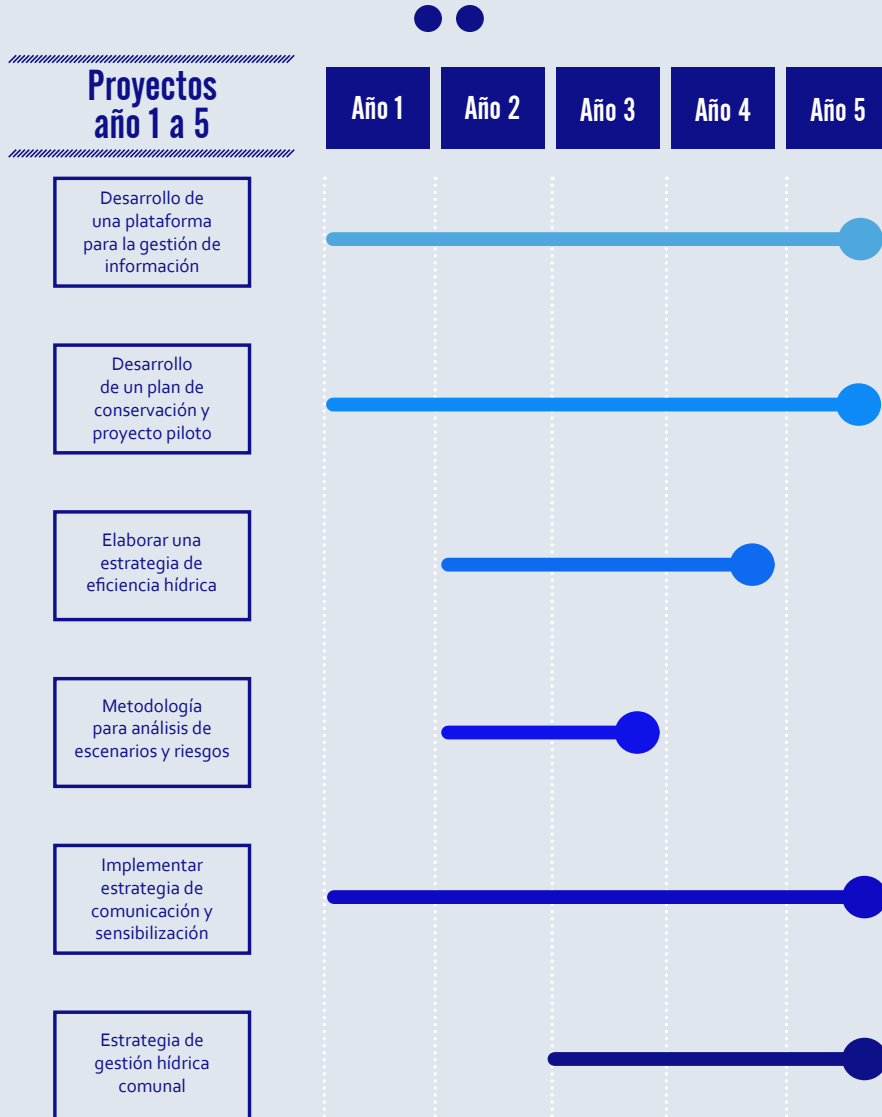 Proyectos
año 1 a 5
Año 1
Año 2
Año 3
Año 4
Año 5
Desarrollo de
una plataforma
para la gestión de
información
Desarrollo
de un plan de
conservación y
proyecto piloto
Elaborar una
estrategia de
eficiencia hídrica
Metodología
para análisis de
escenarios y riesgos
Implementar
estrategia de
comunicación y
sensibilización
Estrategia de
gestión hídrica
comunal